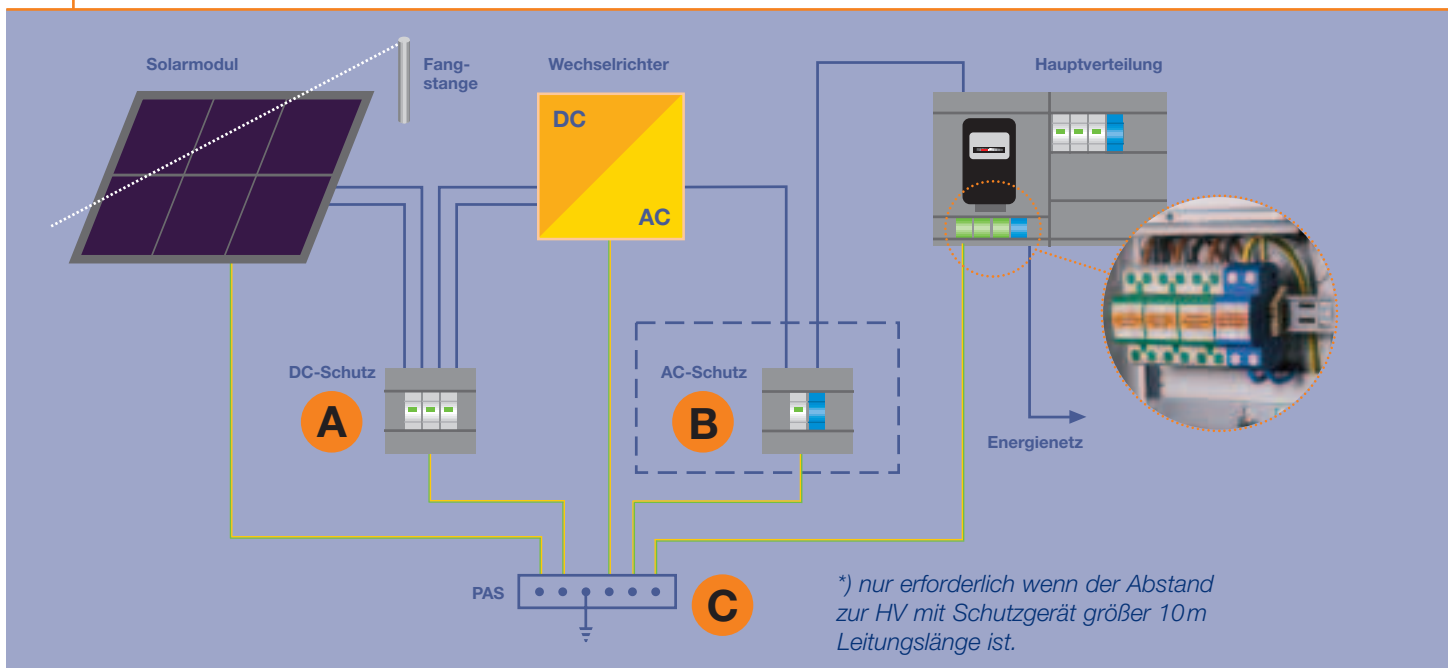 Solarmodul
Fang-
stange
Wechselrichter
Hauptverteilung
DC
AC
DC-Schutz
A
AC-Schutz
B
Energienetz
PAS
C
*) nur erforderlich wenn der Abstand
zur HV mit Schutzgerät größer 10 m
Leitungslänge ist.